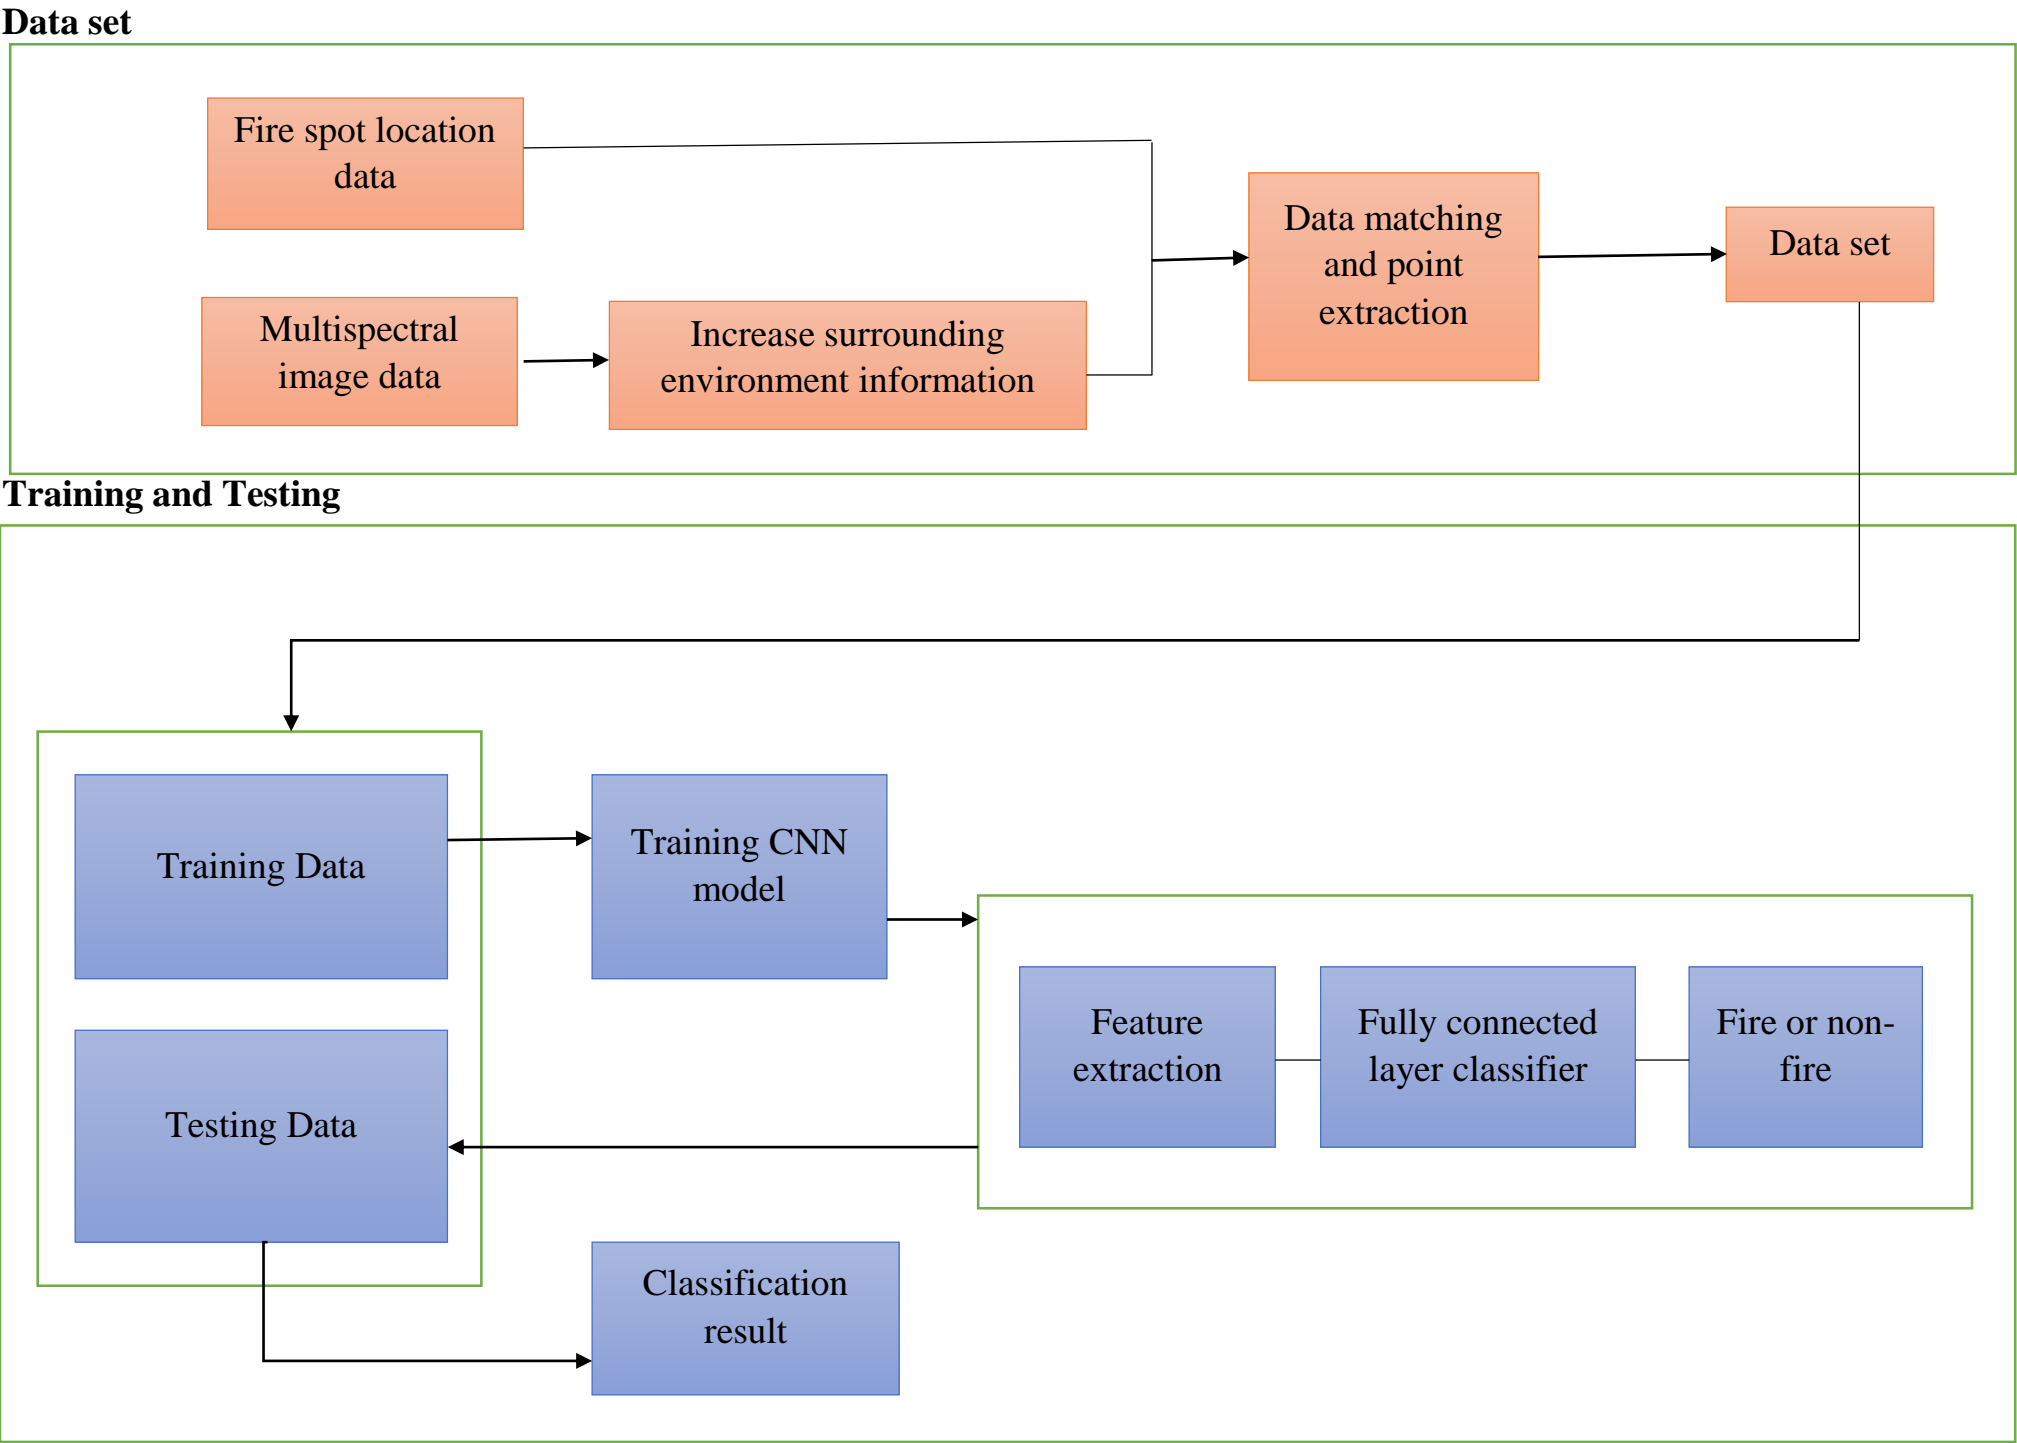 Data set
Fire spot location
data
Multispectral
image data
Increase surrounding
environment information
Data matching
and point
extraction
Data set
Training and Testing
Training Data
Training CNN
model
Feature
extraction
Fully connected
layer classifier
Fire or non-
fire
Testing Data
Classification
result